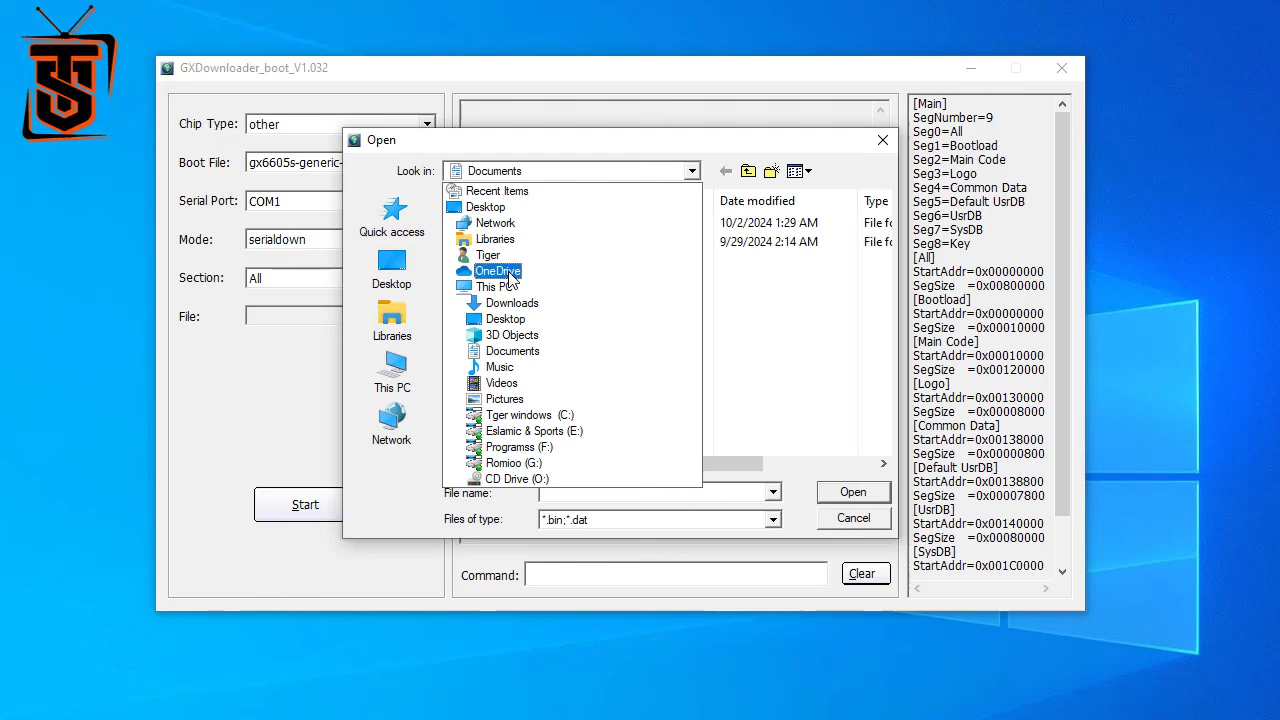 GXDownloader_boot_V1.032
Chip Type: other
Boot File: gx6605s-generic-
Serial Port: COM1
Mode: serialdown
Section: All
File:
Start
Open
Look in: Documents
Recent Items
Desktop
Network
Libraries
Tiger
OneDrive
This PC
Downloads
Desktop
3D Objects
Documents
Music
Videos
Pictures
Tger windows (C:)
Eslamic & Sports (E:)
Programss (F:)
Romioo (G:)
CD Drive (O:)
Quick access
Desktop
Libraries
This PC
Network
Date modified Type
10/2/2024 1:29 AM File fo
9/29/2024 2:14 AM File fo
File name:
Open
Files of type: *.bin;*.dat
Cancel
Command:
Clear
[Main]
SegNumber=9
Seg0=All
Seg1=Bootload
Seg2=Main Code
Seg3=Logo
Seg4=Common Data
Seg5=Default UsrDB
Seg6=UsrDB
Seg7=SysDB
Seg8=Key
[All]
StartAddr=0x00000000
SegSize =0x00800000
[Bootload]
StartAddr=0x00000000
SegSize =0x00010000
[Main Code]
StartAddr=0x00010000
SegSize =0x00120000
[Logo]
StartAddr=0x00130000
SegSize =0x00008000
[Common Data]
StartAddr=0x00138000
SegSize =0x00000800
[Default UsrDB]
StartAddr=0x00138800
SegSize =0x00007800
[UsrDB]
StartAddr=0x00140000
SegSize =0x00080000
[SysDB]
StartAddr=0x001C0000